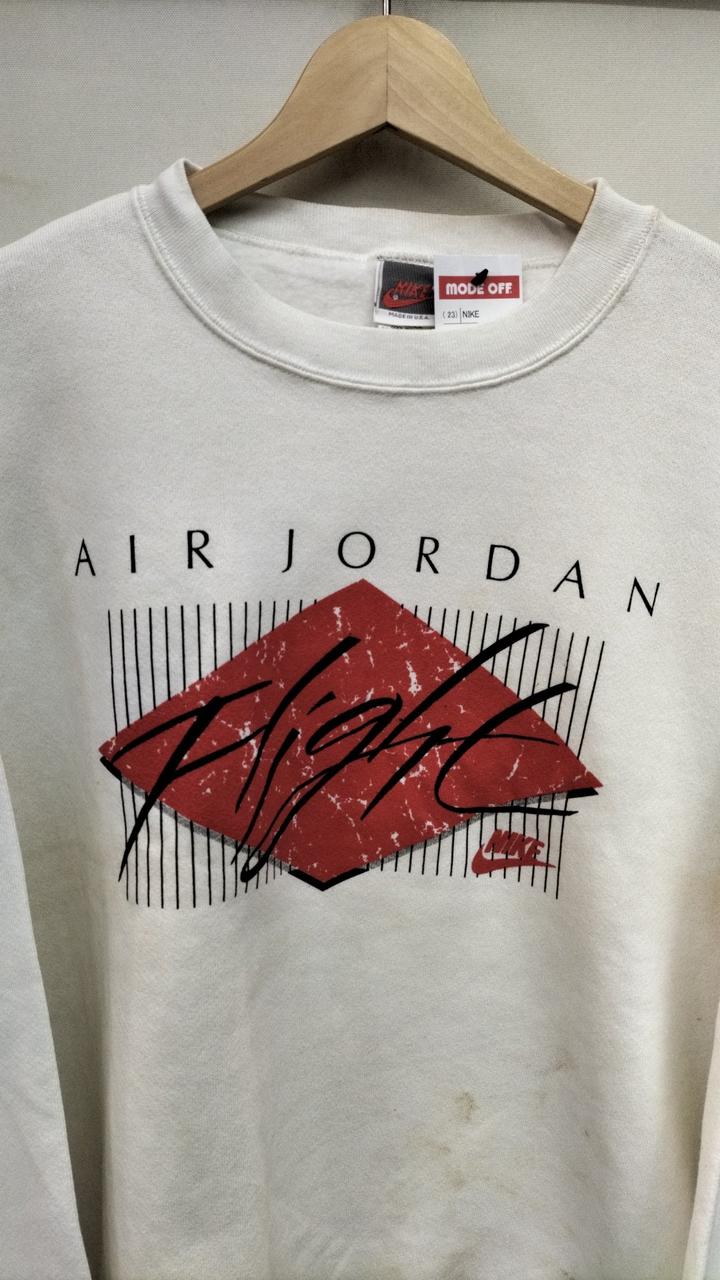 NIKE
MADE IN U.S.A.
MODE OFF
(23) NIKE
AIR JORDAN
Flight
NIKE